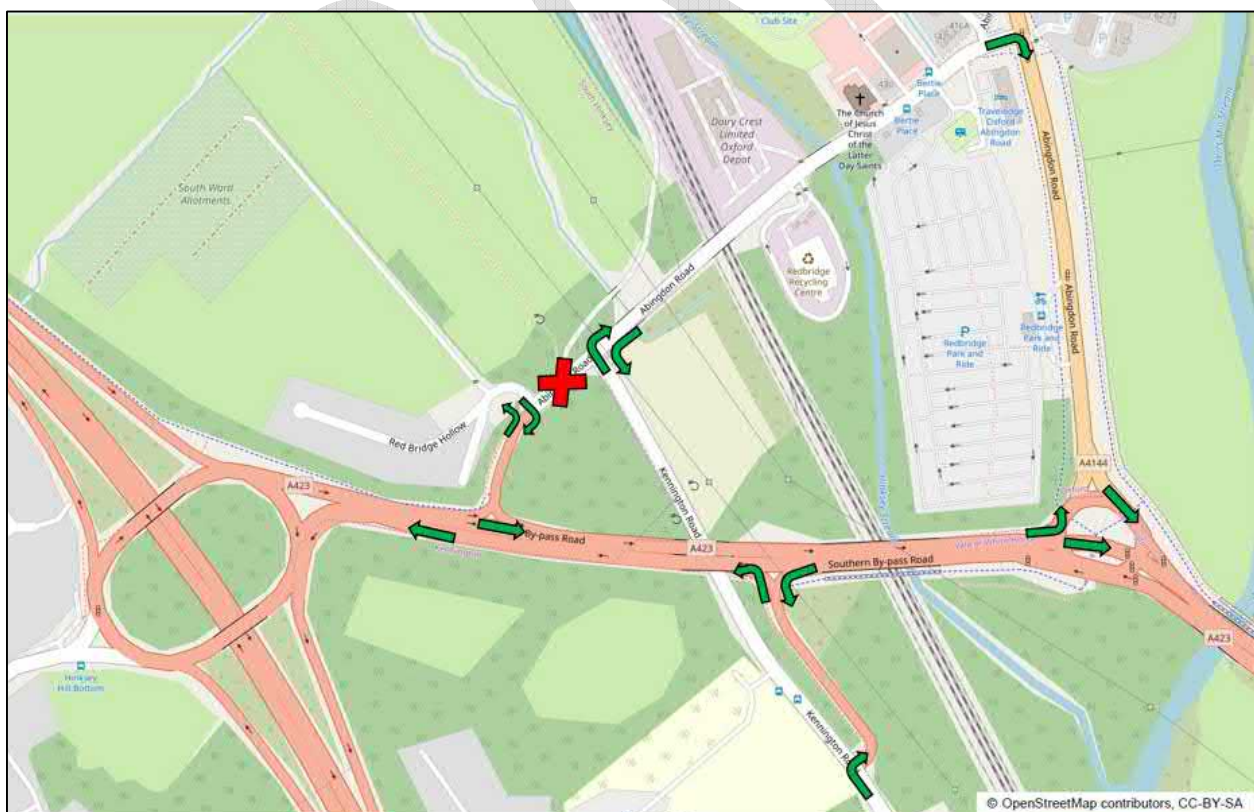 Club Site
416A
Bertie
Place
Bertie
Place
430
Dairy Crest
Limited
Oxford
Depot
The Church
of Jesus
Christ
of the
Latter
Day Saints
Travelodge
Oxford
Abingdon
Road
Abingdon Road
South Ward
Allotments
Redbridge
Recycling
Centre
Abingdon Road
Abingdon Road
P
Redbridge
Park and
Ride
Redbridge
Park and
Ride
Road
Red Bridge Hollow
Kennington Road
A4144
A423
By-pass Road
A423
Southern By-pass Road
A423
Hinksey
Hill Bottom
Kennington
© OpenStreetMap contributors, CC-BY-SA